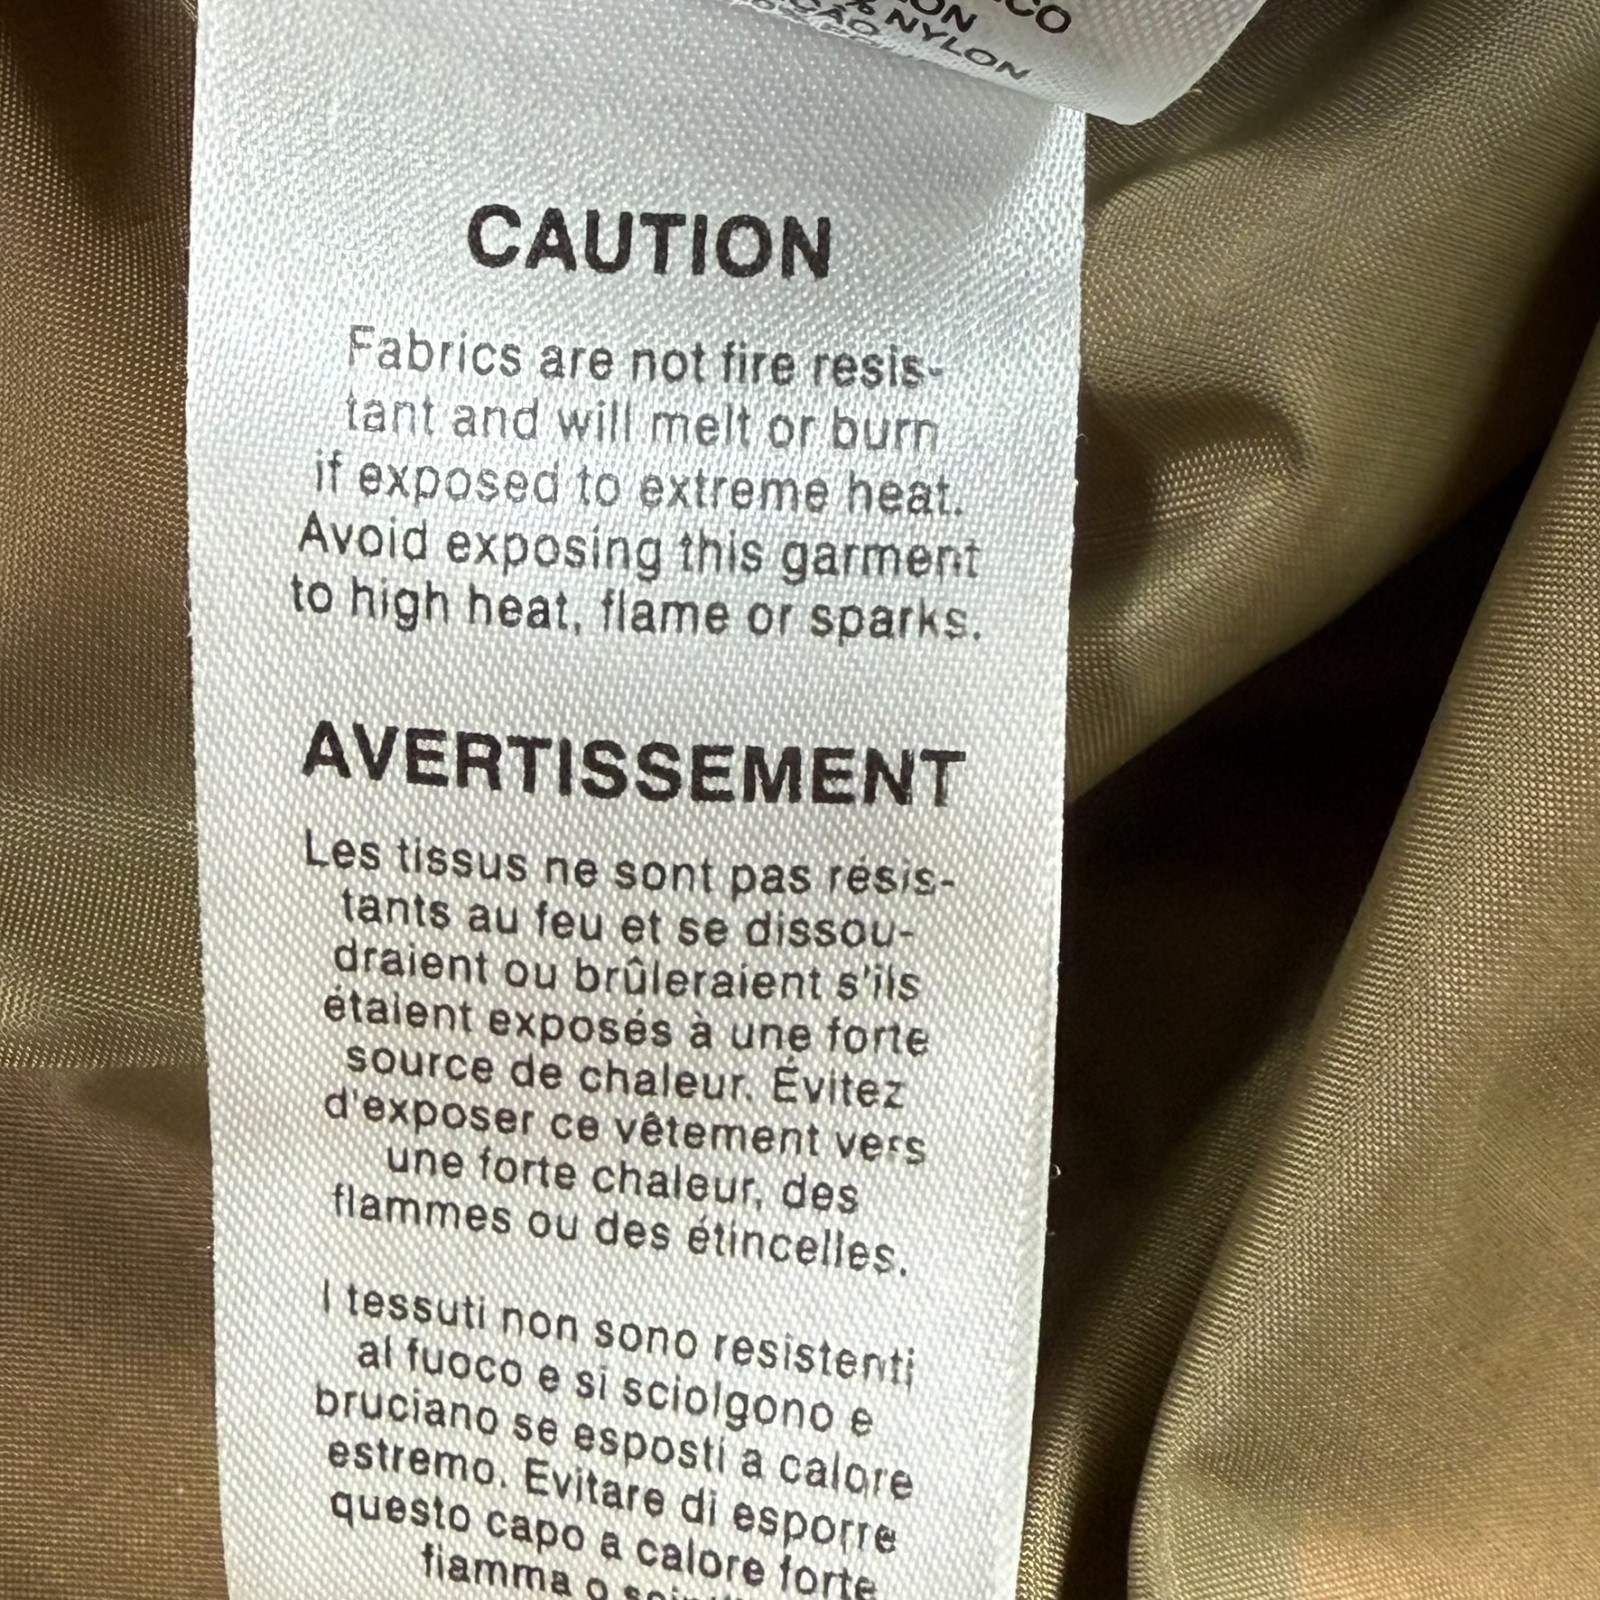 CO
ON
% NYLON
CAUTION
Fabrics are not fire resis-
tant and will melt or burn
if exposed to extreme heat.
Avoid exposing this garment
to high heat, flame or sparks.
AVERTISSEMENT
Les tissus ne sont pas résis-
tants au feu et se dissou-
draient ou brûleraient s'ils
étaient exposés à une forte
source de chaleur. Évitez
d'exposer ce vêtement vers
une forte chaleur, des
flammes ou des étincelles.
I tessuti non sono resistenti
al fuoco e si sciolgono e
bruciano se esposti a calore
estremo. Evitare di esporre
questo capo a calore forte
fiamma o